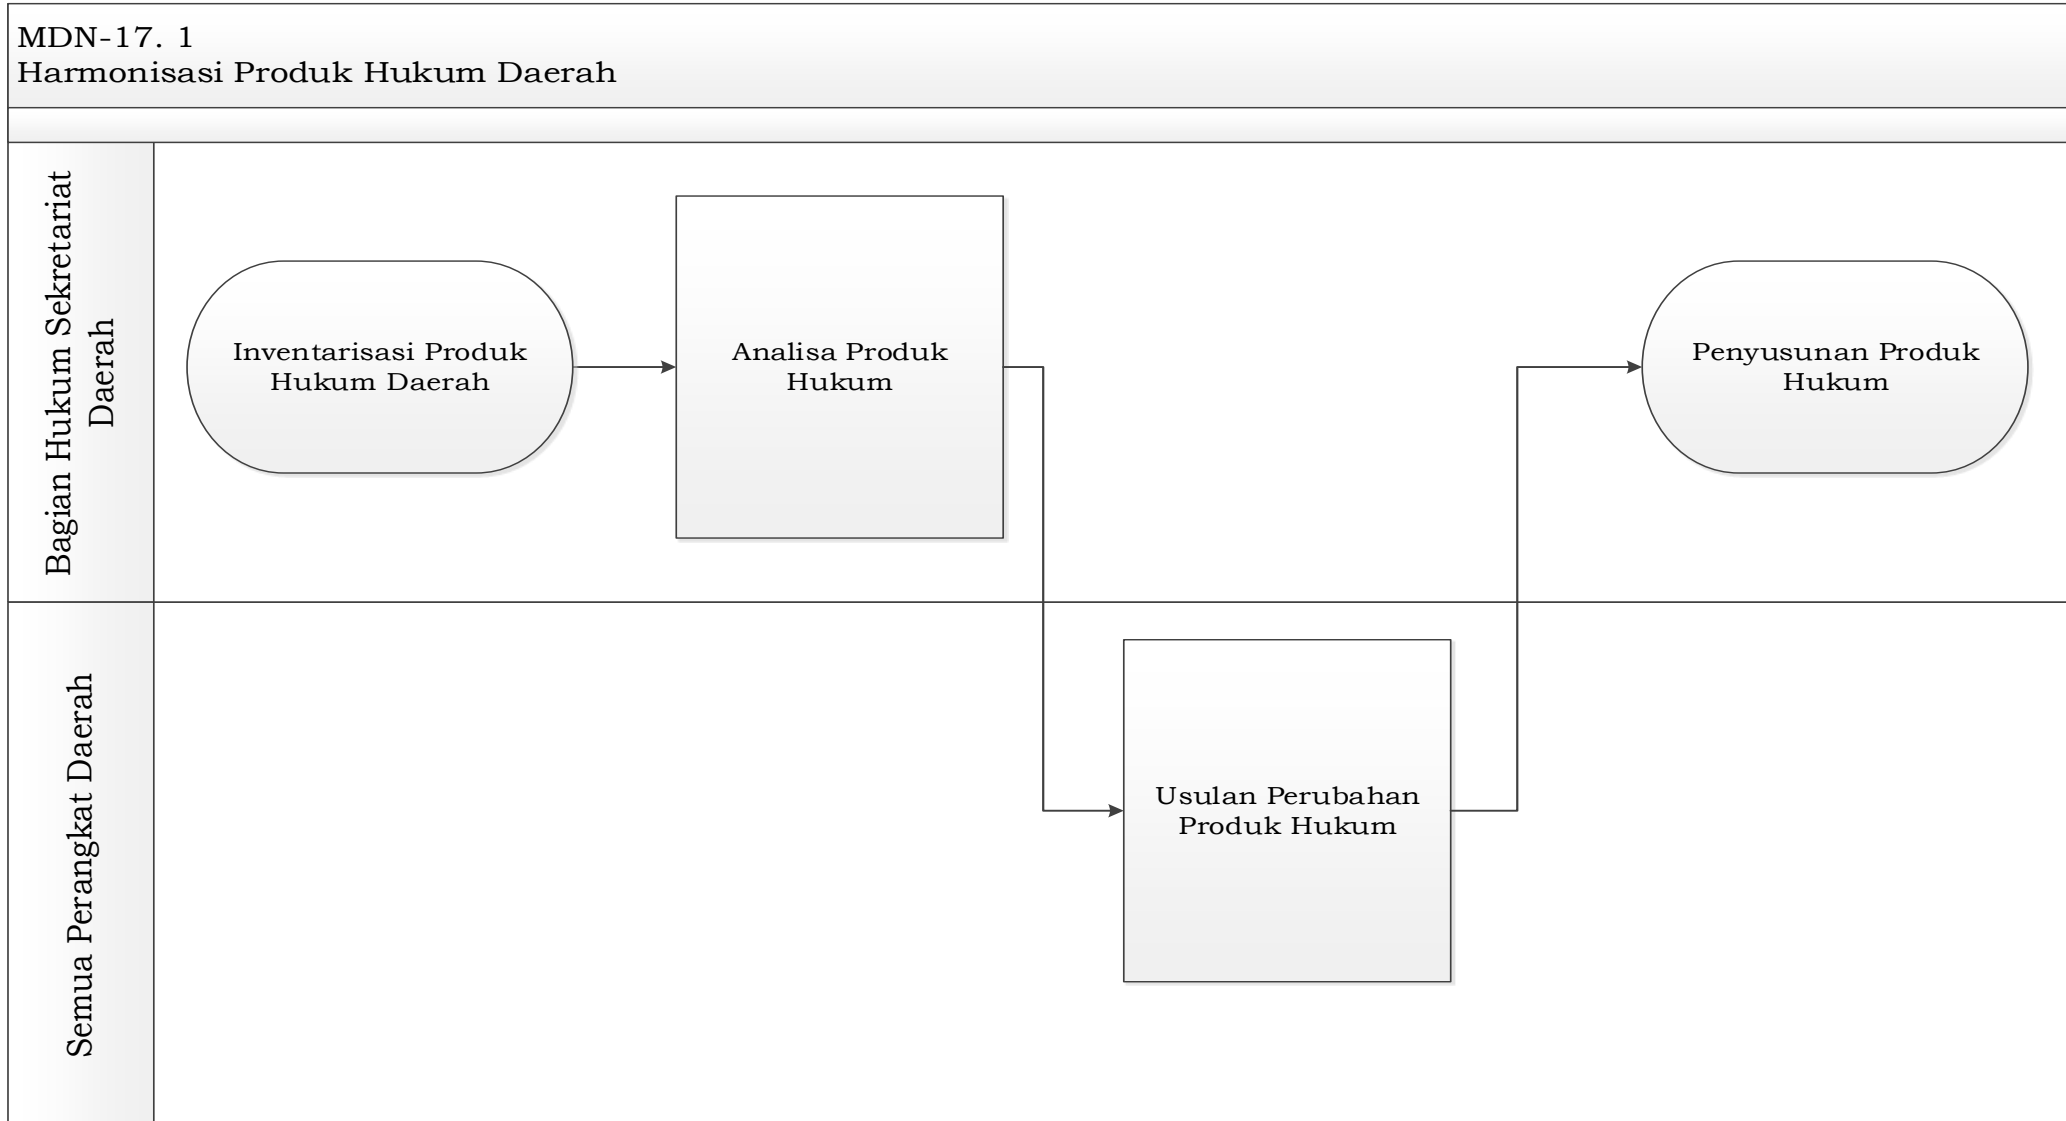 MDN-17. 1
Harmonisasi Produk Hukum Daerah
Bagian Hukum Sekretariat
Daerah
Inventarisasi Produk
Hukum Daerah
Analisa Produk
Hukum
Penyusunan Produk
Hukum
Semua Perangkat Daerah
Usulan Perubahan
Produk Hukum